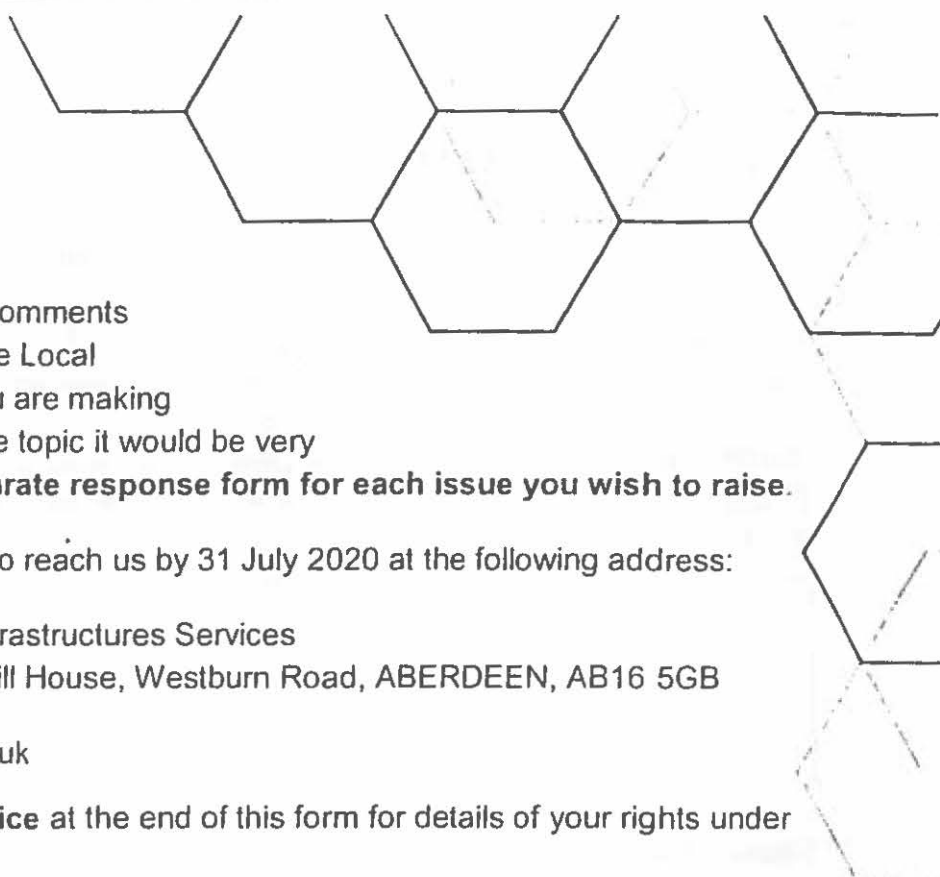 omments
e Local
u are making
e topic it would be very
arate response form for each issue you wish to raise.
o reach us by 31 July 2020 at the following address:
rastructures Services
ill House, Westburn Road, ABERDEEN, AB16 5GB
uk
ice at the end of this form for details of your rights under